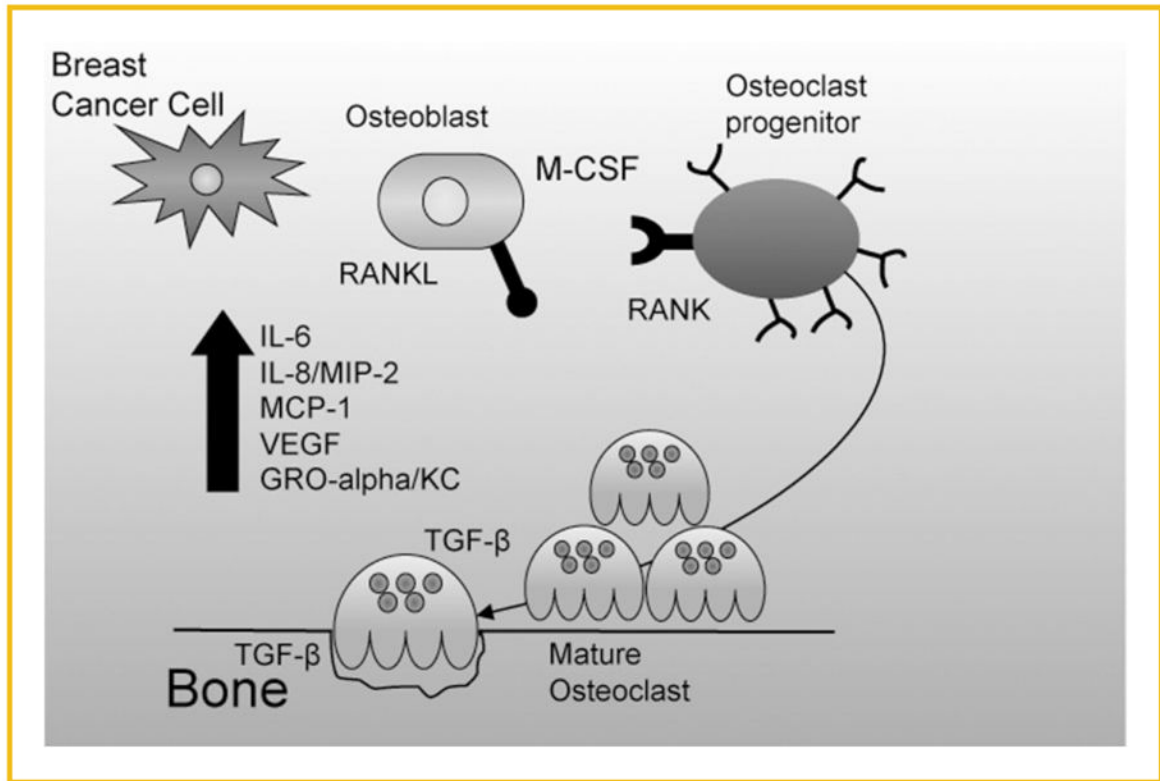 Breast
Cancer Cell
Osteoblast
M-CSF
Osteoclast
progenitor
RANKL
RANK
IL-6
IL-8/MIP-2
MCP-1
VEGF
GRO-alpha/KC
TGF-β
TGF-β
Bone
Mature
Osteoclast